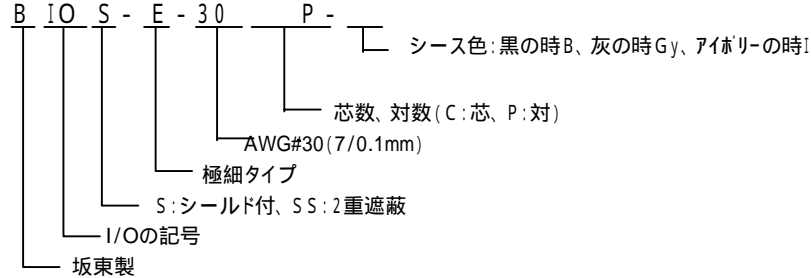 B IO S - E - 30 P -
シース色:黒の時B、灰の時Gy、アイボリーの時I
芯数、対数(C:芯、P:対)
AWG#30(7/0.1mm)
極細タイプ
S:シールド付、SS:2重遮蔽
I/Oの記号
坂東製